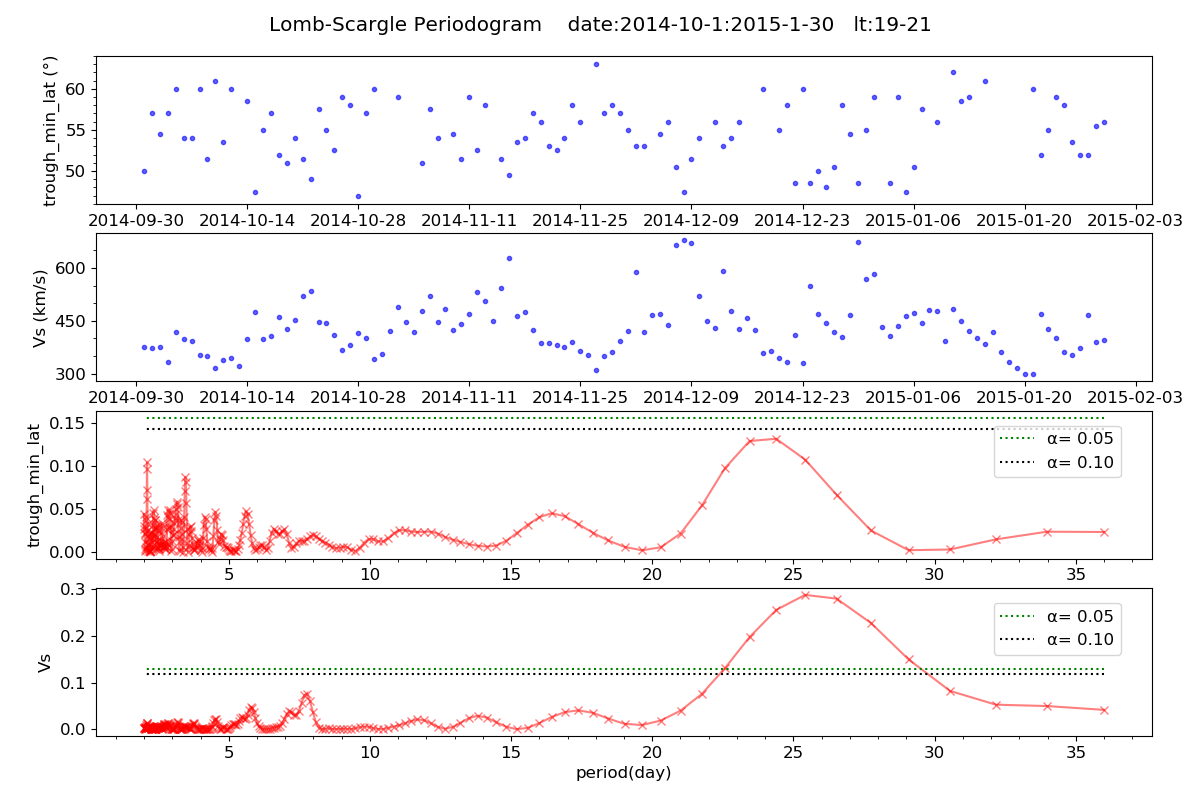 Lomb-Scargle Periodogram    date:2014-10-1:2015-1-30   lt:19-21
trough_min_lat (°)
60
55
50
2014-09-30 2014-10-14 2014-10-28 2014-11-11 2014-11-25 2014-12-09 2014-12-23 2015-01-06 2015-01-20 2015-02-03
Vs (km/s)
600
450
300
2014-09-30 2014-10-14 2014-10-28 2014-11-11 2014-11-25 2014-12-09 2014-12-23 2015-01-06 2015-01-20 2015-02-03
trough_min_lat
0.15
0.10
0.05
0.00
α= 0.05
α= 0.10
5 10 15 20 25 30 35
Vs
0.3
0.2
0.1
0.0
α= 0.05
α= 0.10
5 10 15 20 25 30 35
period(day)